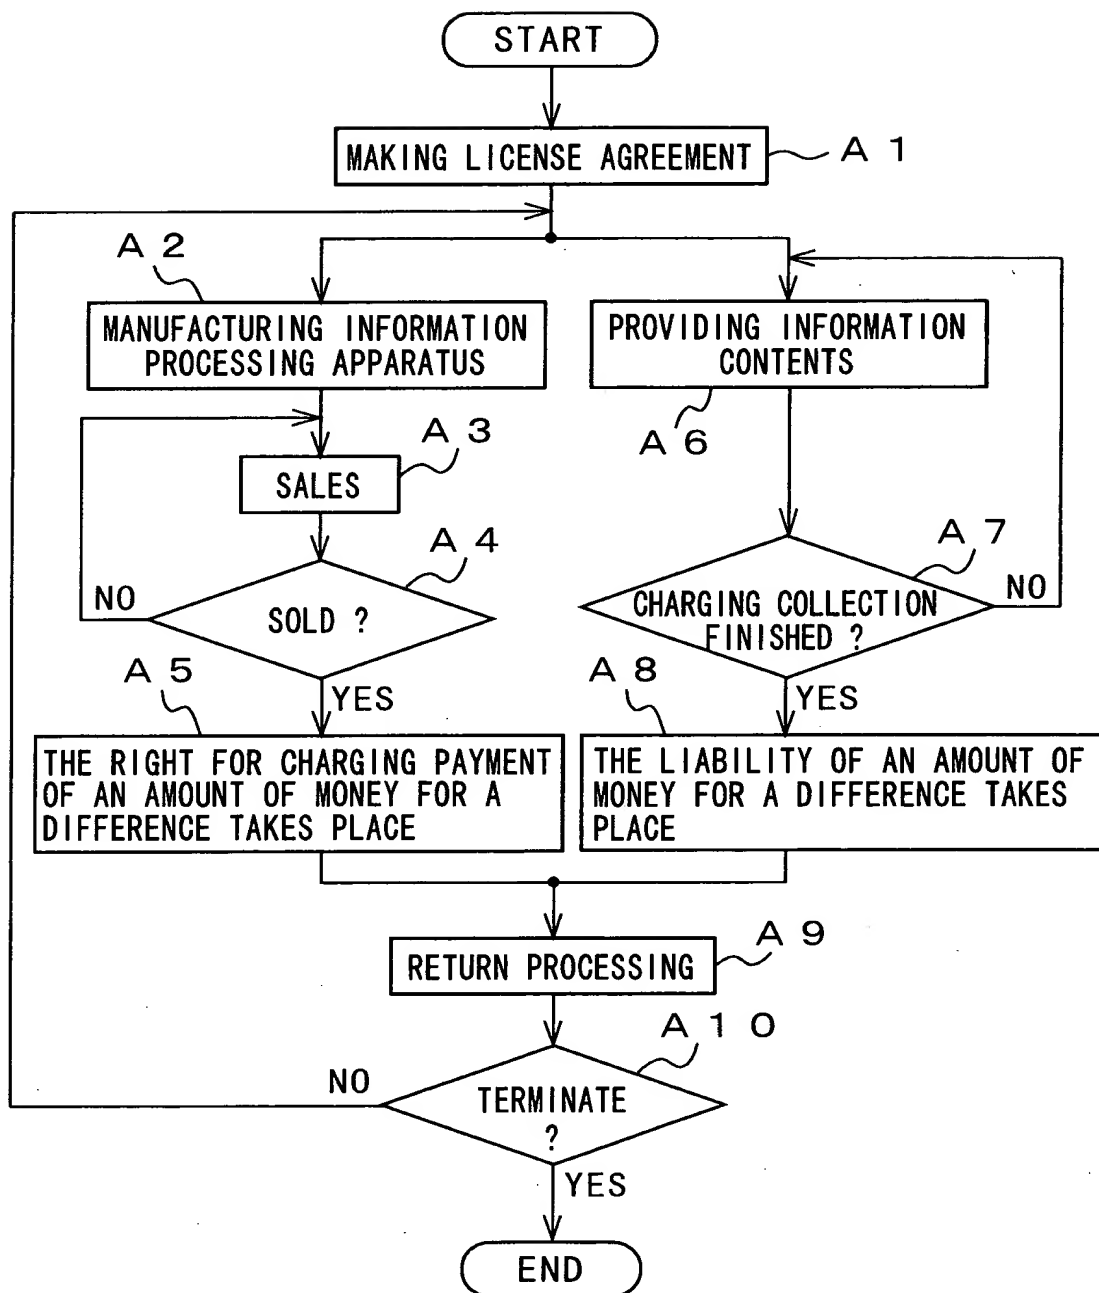 START
MAKING LICENSE AGREEMENT
A 1
A 2
MANUFACTURING INFORMATION
PROCESSING APPARATUS
PROVIDING INFORMATION
CONTENTS
A 3
A 6
SALES
A 4
A 7
NO
SOLD ?
CHARGING COLLECTION
FINISHED ?
NO
A 5
YES
A 8
YES
THE RIGHT FOR CHARGING PAYMENT
OF AN AMOUNT OF MONEY FOR A
DIFFERENCE TAKES PLACE
THE LIABILITY OF AN AMOUNT OF
MONEY FOR A DIFFERENCE TAKES
PLACE
RETURN PROCESSING
A 9
A 1 0
NO
TERMINATE
?
YES
END